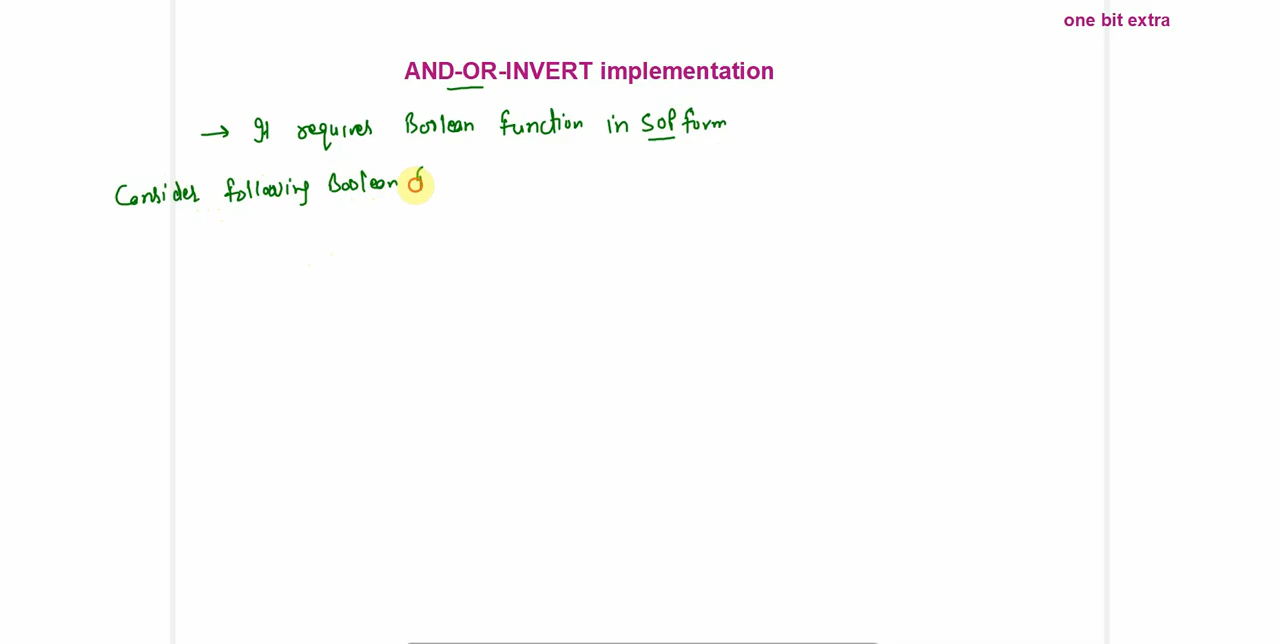 one bit extra
AND-OR-INVERT implementation
→ It requires Boolean function in SOP form
Consider following Boolean